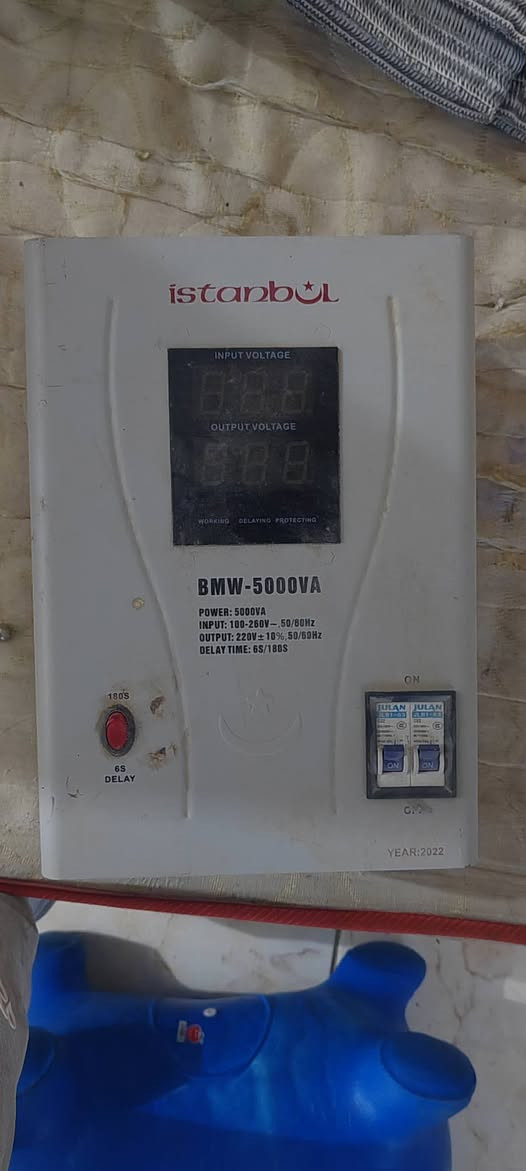 istanbul
INPUT VOLTAGE
OUTPUT VOLTAGE
WORKING DELAYING PROTECTING
BMW-5000VA
POWER: 5000VA
INPUT: 100-260V~,50/60Hz
OUTPUT: 220V±10%,50/60Hz
DELAY TIME: 6S/180S
180S
6S
DELAY
ON
JULAN JULAN
ON ON
YEAR:2022